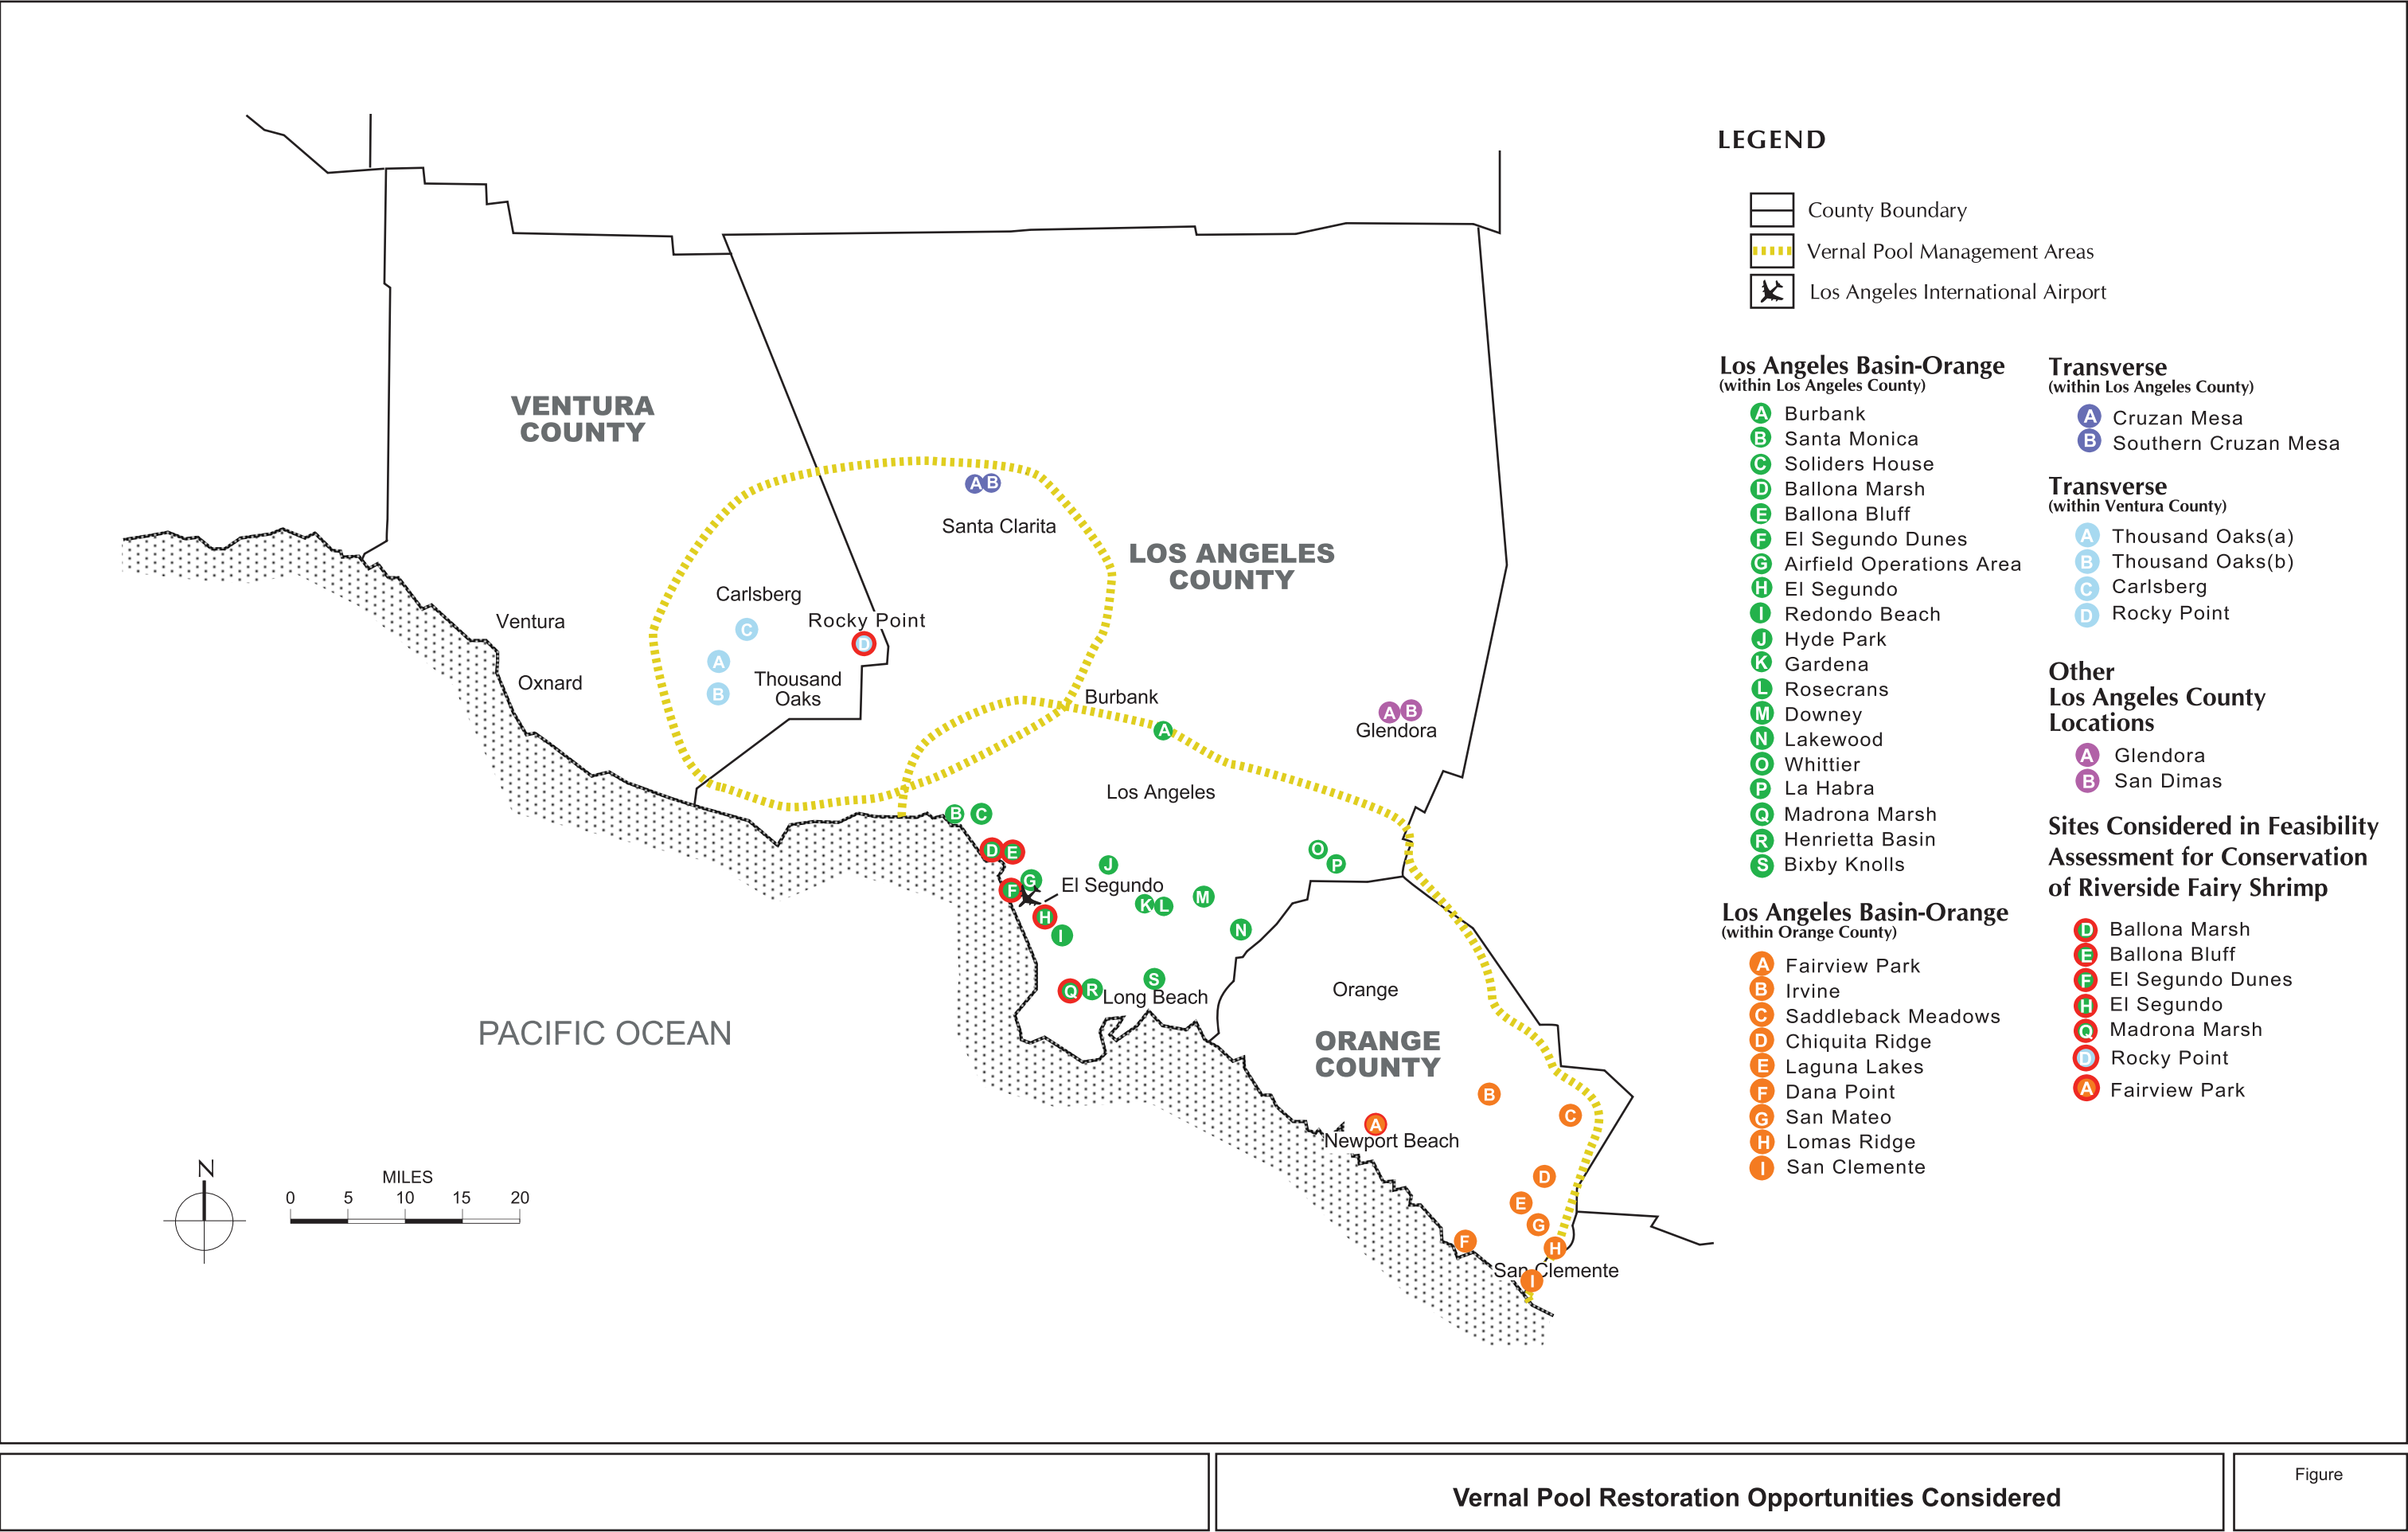 VENTURA
COUNTY
LOS ANGELES
COUNTY
A B
Santa Clarita
Carlsberg
C
Rocky Point
D
Ventura
A
Thousand
Oaks
Oxnard
B
Burbank
A
A B
Glendora
Los Angeles
B C
D E
O
P
J
G
F
El Segundo
H
K L
M
I
N
S
Q R
Long Beach
Orange
ORANGE
COUNTY
PACIFIC OCEAN
B
C
A
Newport Beach
D
E
G
F
H
San Clemente
I
N
MILES
0 5 10 15 20
LEGEND
County Boundary
Vernal Pool Management Areas
Los Angeles International Airport
Los Angeles Basin-Orange
(within Los Angeles County)
A Burbank
B Santa Monica
C Soliders House
D Ballona Marsh
E Ballona Bluff
F El Segundo Dunes
G Airfield Operations Area
H El Segundo
I Redondo Beach
J Hyde Park
K Gardena
L Rosecrans
M Downey
N Lakewood
O Whittier
P La Habra
Q Madrona Marsh
R Henrietta Basin
S Bixby Knolls
Los Angeles Basin-Orange
(within Orange County)
A Fairview Park
B Irvine
C Saddleback Meadows
D Chiquita Ridge
E Laguna Lakes
F Dana Point
G San Mateo
H Lomas Ridge
I San Clemente
Transverse
(within Los Angeles County)
A Cruzan Mesa
B Southern Cruzan Mesa
Transverse
(within Ventura County)
A Thousand Oaks(a)
B Thousand Oaks(b)
C Carlsberg
D Rocky Point
Other
Los Angeles County
Locations
A Glendora
B San Dimas
Sites Considered in Feasibility
Assessment for Conservation
of Riverside Fairy Shrimp
D Ballona Marsh
E Ballona Bluff
F El Segundo Dunes
H El Segundo
Q Madrona Marsh
D Rocky Point
A Fairview Park
Vernal Pool Restoration Opportunities Considered
Figure